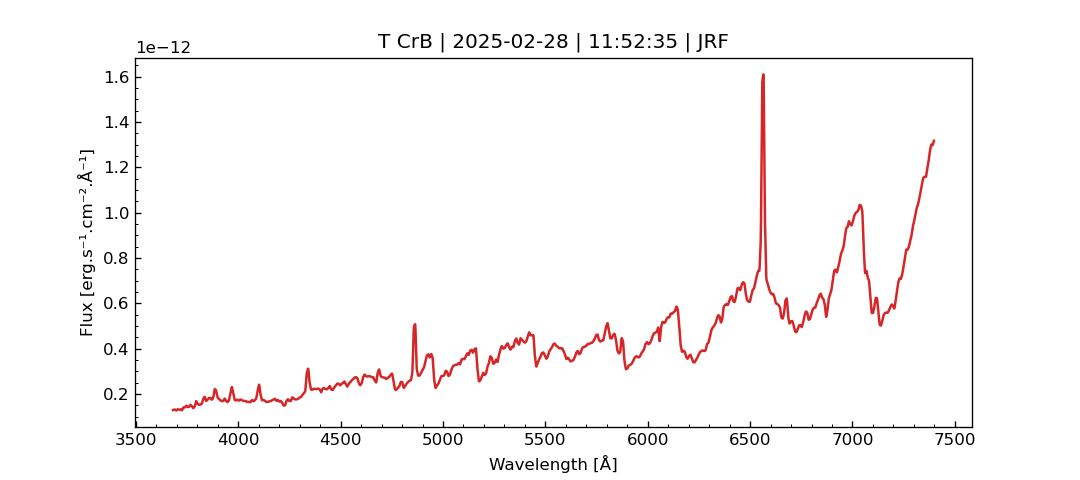 T CrB | 2025-02-28 | 11:52:35 | JRF
1e−12
1.6
1.4
1.2
1.0
0.8
0.6
0.4
0.2
Flux [erg.s⁻¹.cm⁻².Å⁻¹]
3500 4000 4500 5000 5500 6000 6500 7000 7500
Wavelength [Å]